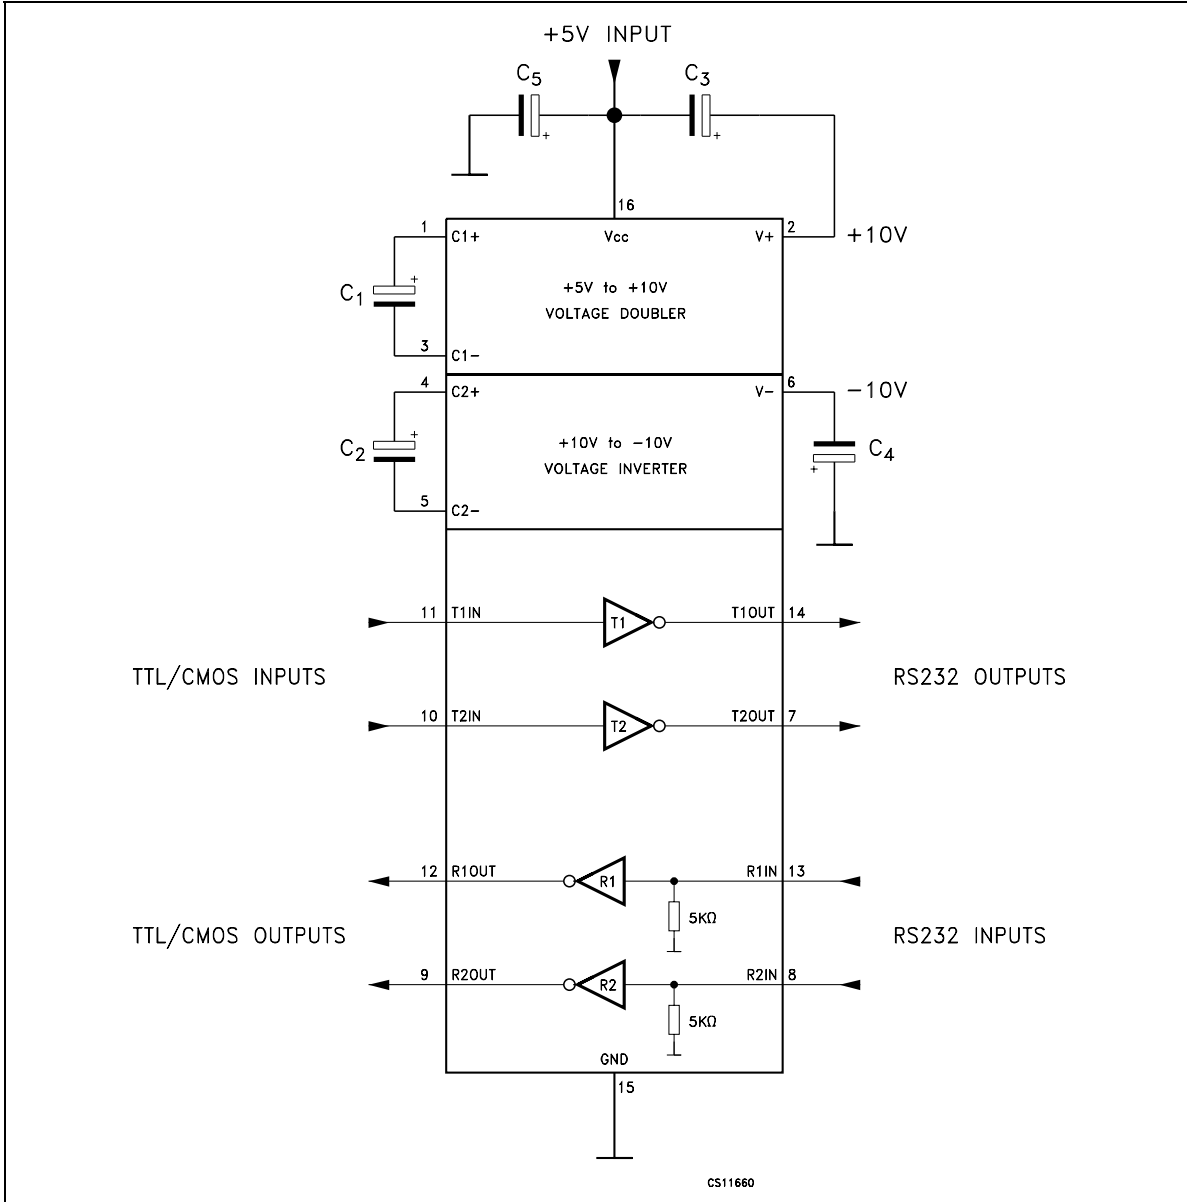 +5V INPUT
C5 C3
+ +
16
1 C1+ Vcc V+ 2 +10V
+
C1 +5V to +10V
VOLTAGE DOUBLER
3 C1-
4 C2+ V- 6 -10V
+
C2 +10V to -10V C4
VOLTAGE INVERTER +
5 C2-
11 T1IN T1 T1OUT 14
TTL/CMOS INPUTS RS232 OUTPUTS
10 T2IN T2 T2OUT 7
12 R1OUT R1 R1IN 13
5KΩ
TTL/CMOS OUTPUTS RS232 INPUTS
9 R2OUT R2 R2IN 8
5KΩ
GND
15
CS11660